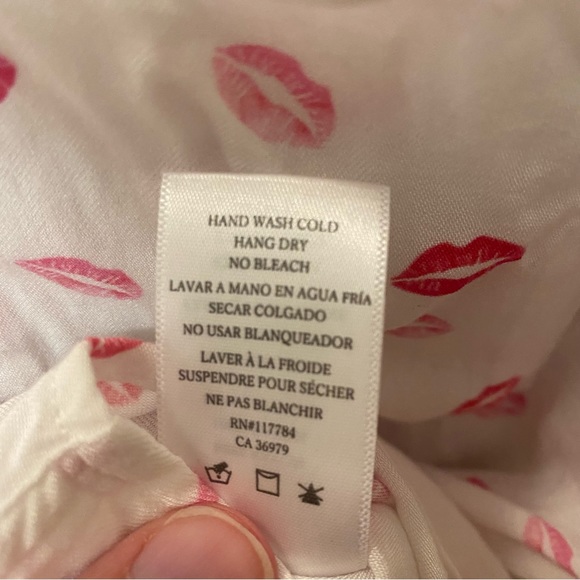 HAND WASH COLD
HANG DRY
NO BLEACH
LAVAR A MANO EN AGUA FRÍA
SECAR COLGADO
NO USAR BLANQUEADOR
LAVER À LA FROIDE
SUSPENDRE POUR SÉCHER
NE PAS BLANCHIR
RN#117784
CA 36979